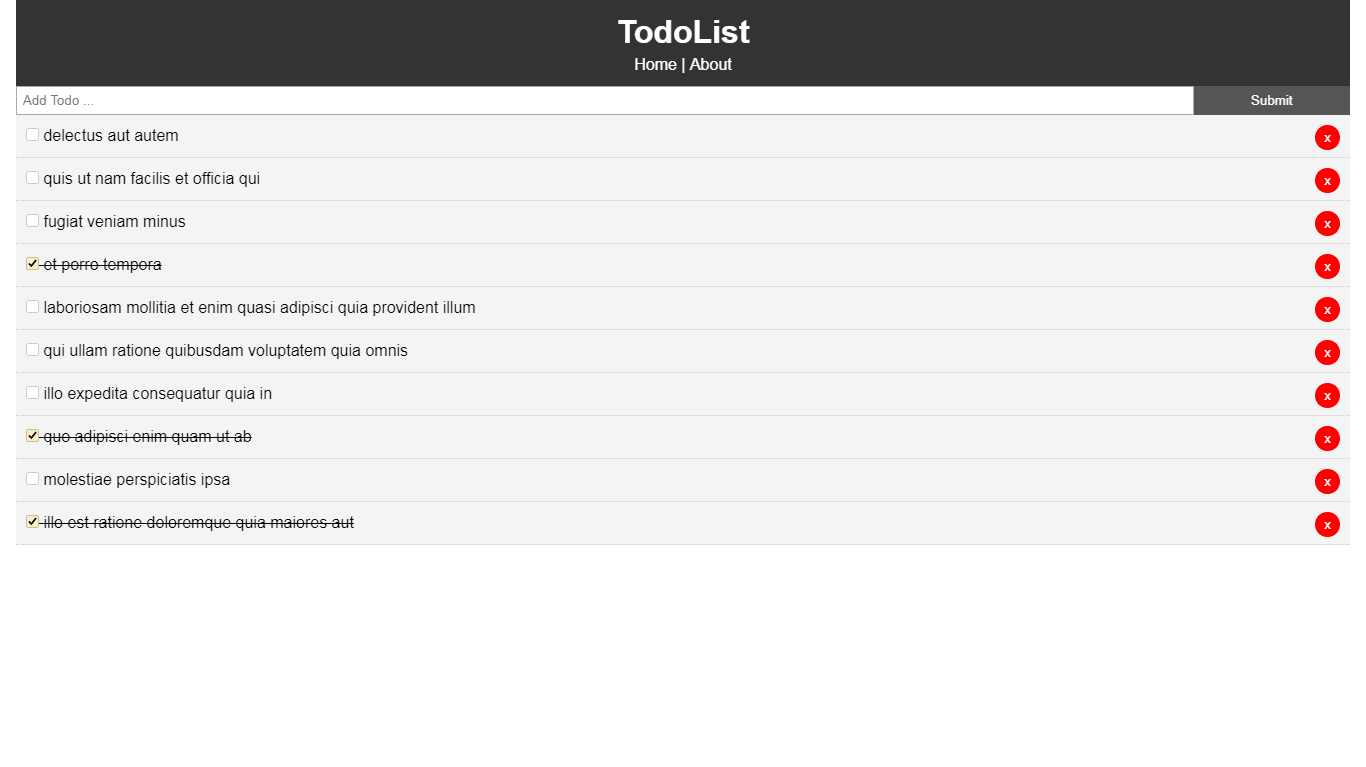 TodoList
Home | About
Add Todo ... Submit
delectus aut autem x
quis ut nam facilis et officia qui x
fugiat veniam minus x
et porro tempora x
laboriosam mollitia et enim quasi adipisci quia provident illum x
qui ullam ratione quibusdam voluptatem quia omnis x
illo expedita consequatur quia in x
quo adipisci enim quam ut ab x
molestiae perspiciatis ipsa x
illo est ratione doloremque quia maiores aut x